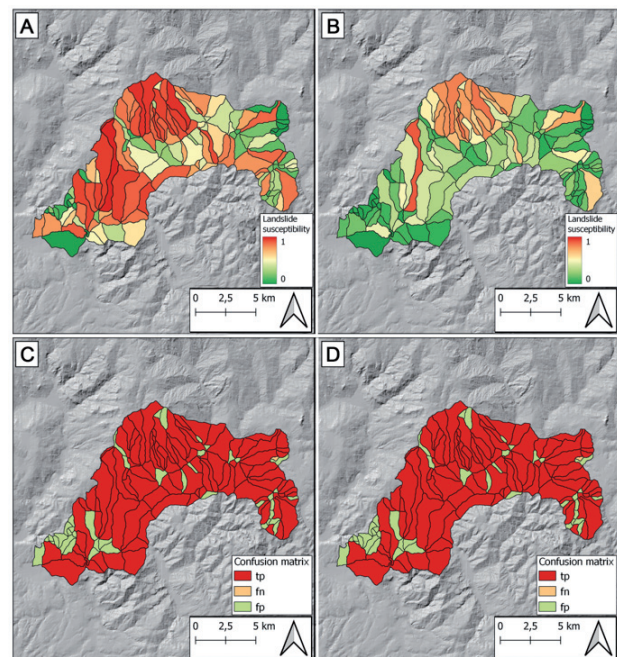 A
B
Landslide
susceptibility
1
0
0 2,5 5 km
Landslide
susceptibility
1
0
0 2,5 5 km
C
D
Confusion matrix
tp
fn
fp
0 2,5 5 km
Confusion matrix
tp
fn
fp
0 2,5 5 km